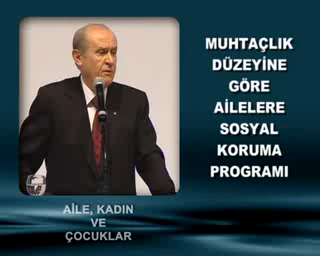 MUHTAÇLIK
DÜZEYİNE
GÖRE
AİLELERE
SOSYAL
KORUMA
PROGRAMI
AİLE, KADIN
VE
ÇOCUKLAR